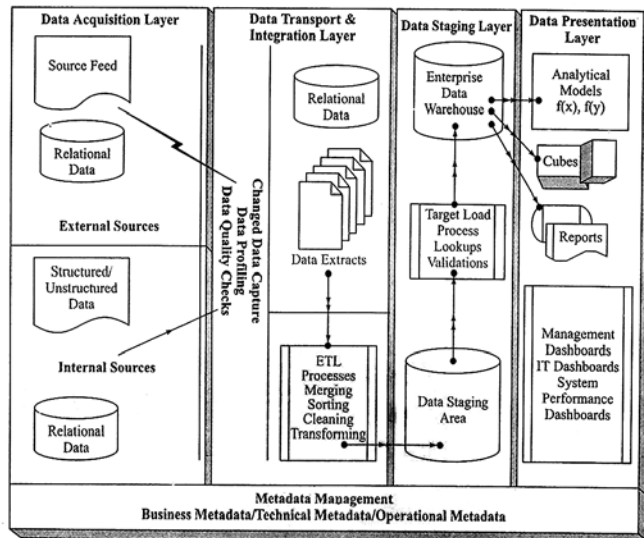 Data Acquisition Layer
Source Feed
Relational
Data
External Sources
Structured/
Unstructured
Data
Internal Sources
Relational
Data
Data Transport &
Integration Layer
Changed Data Capture
Data Profiling
Data Quality Checks
Relational
Data
Data Extracts
ETL
Processes
Merging
Sorting
Cleaning
Transforming
Data Staging Layer
Enterprise
Data
Warehouse
Target Load
Process
Lookups
Validations
Data Staging
Area
Data Presentation
Layer
Analytical
Models
f(x), f(y)
Cubes
Reports
Management
Dashboards
IT Dashboards
System
Performance
Dashboards
Metadata Management
Business Metadata/Technical Metadata/Operational Metadata